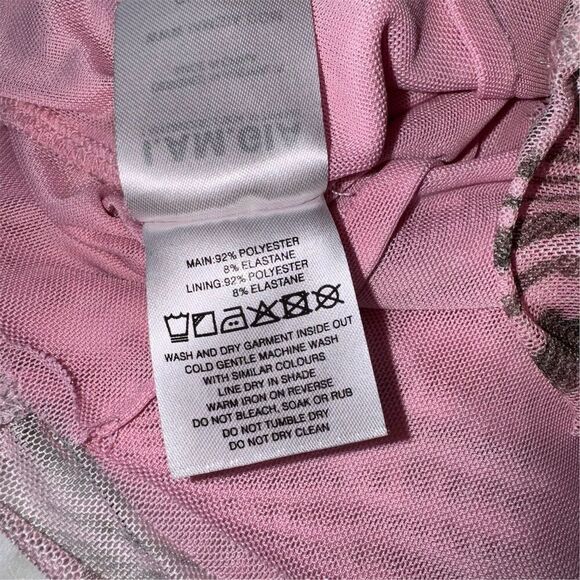 I.AM.GIA
MAIN:92% POLYESTER
8% ELASTANE
LINING:92% POLYESTER
8% ELASTANE
WASH AND DRY GARMENT INSIDE OUT
COLD GENTLE MACHINE WASH
WITH SIMILAR COLOURS
LINE DRY IN SHADE
WARM IRON ON REVERSE
DO NOT BLEACH, SOAK OR RUB
DO NOT TUMBLE DRY
DO NOT DRY CLEAN